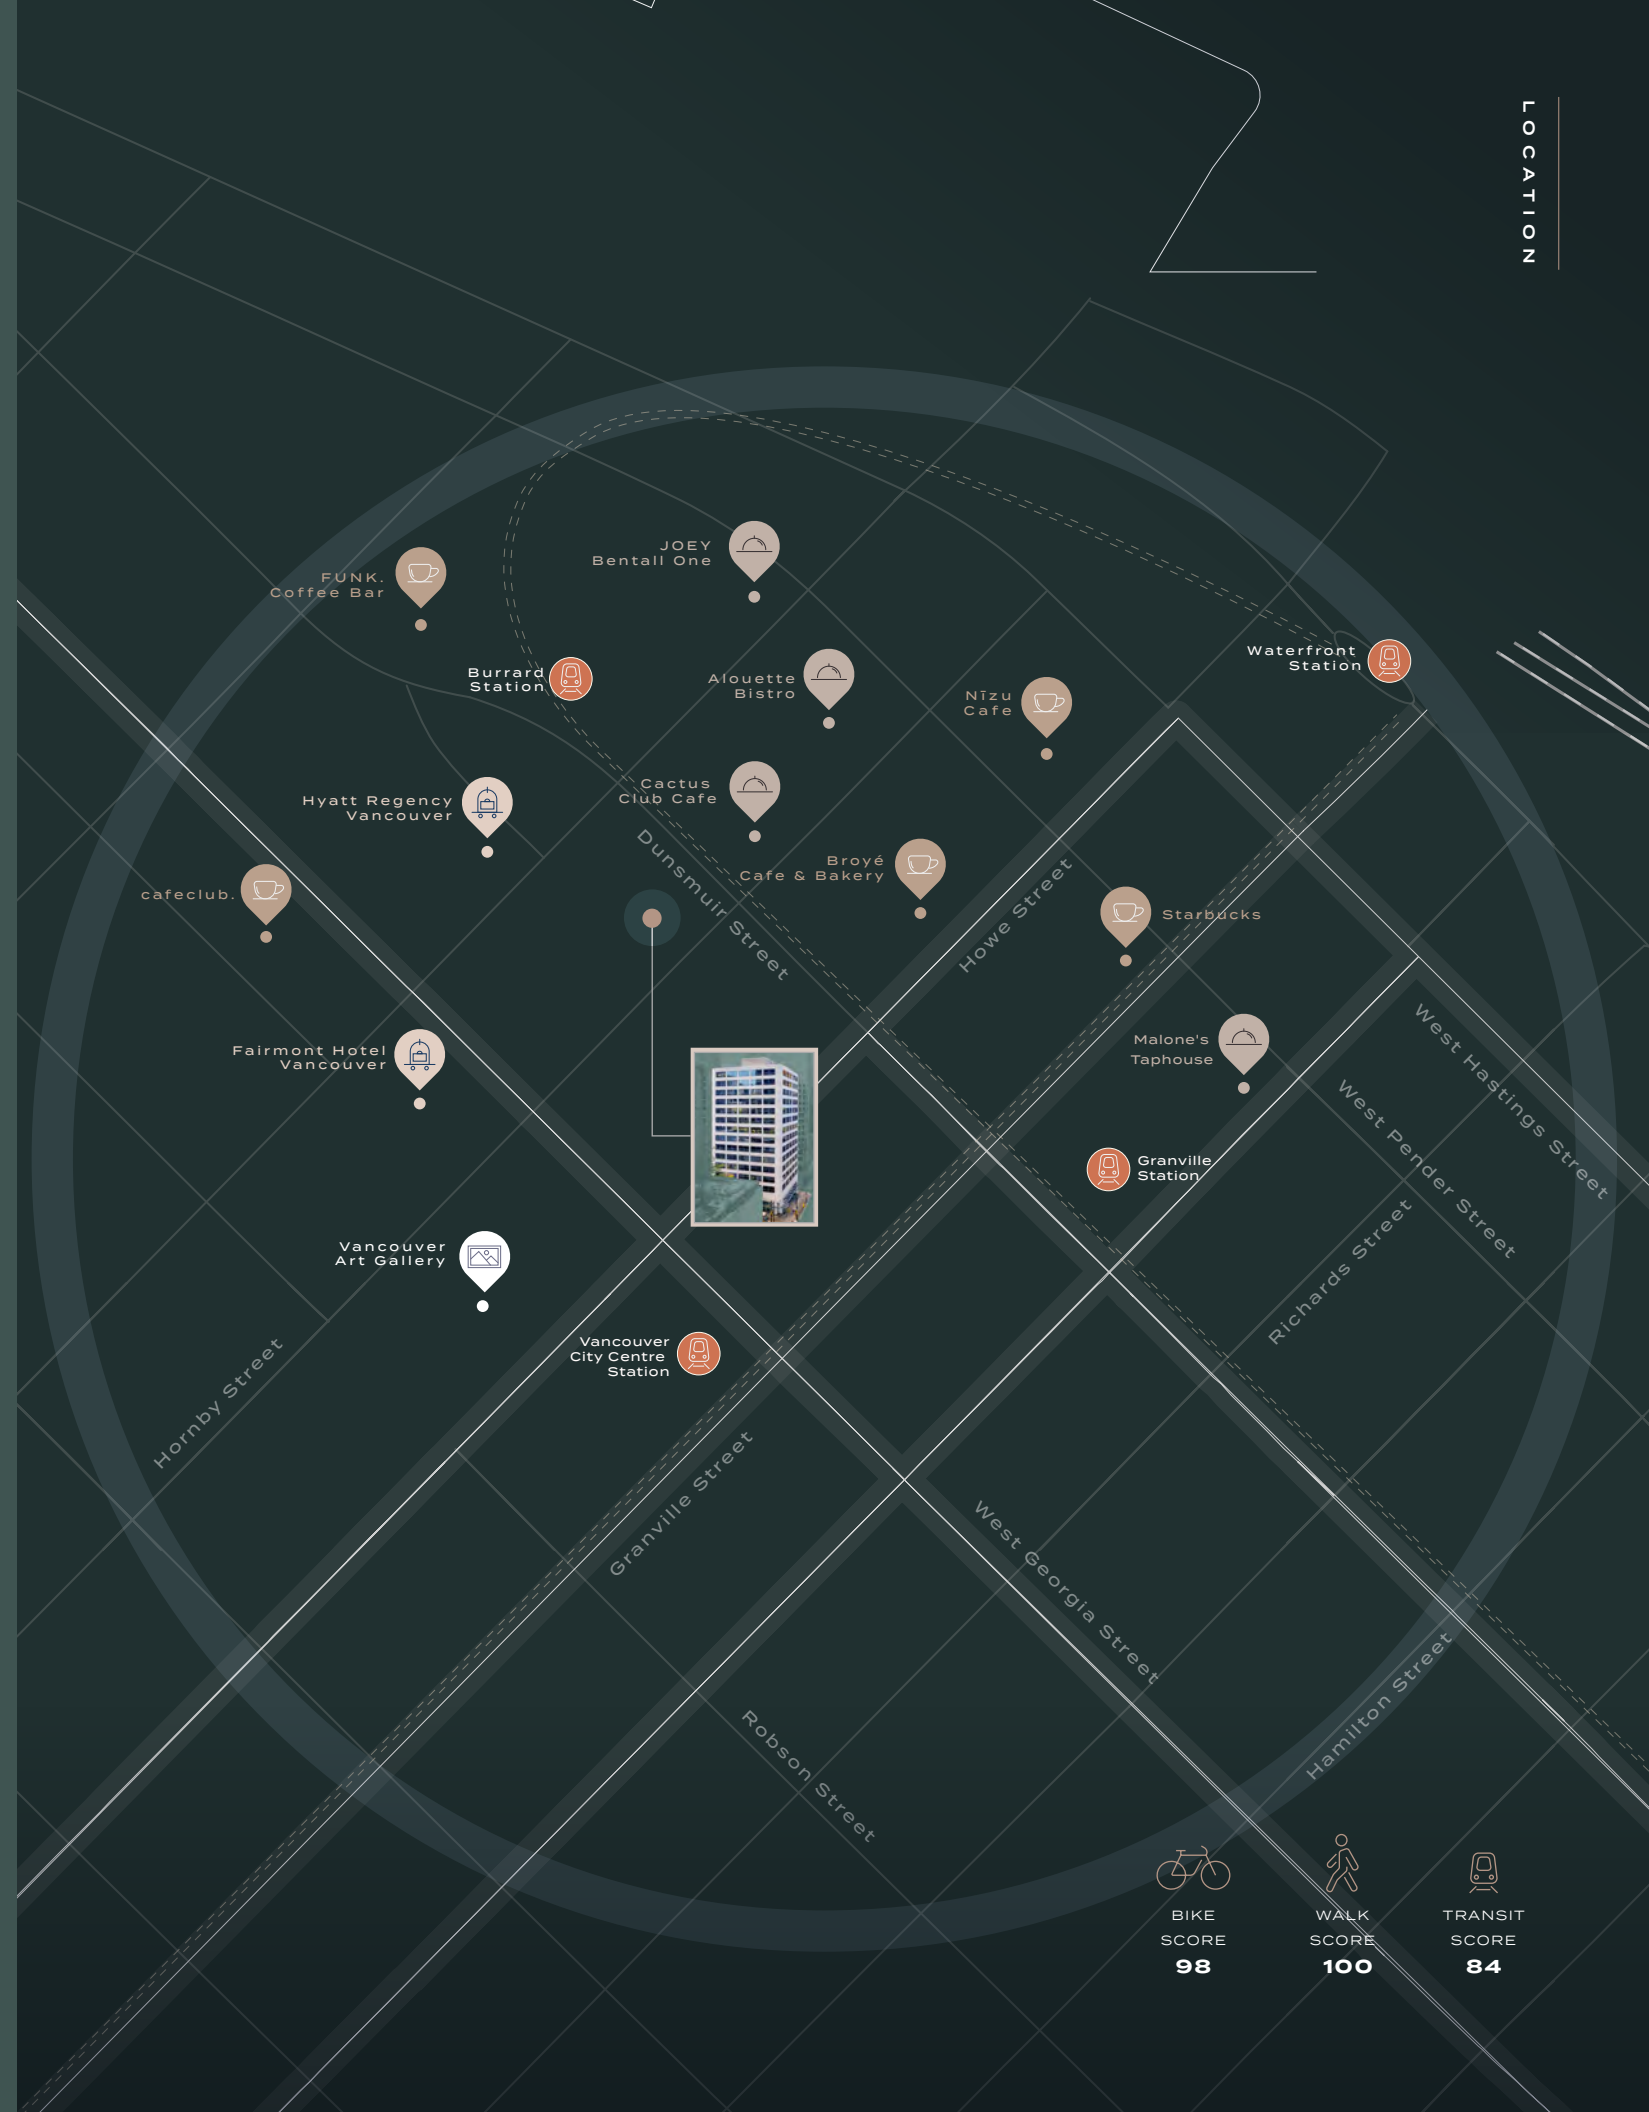 LOCATION
JOEY
Bentall One
FUNK.
Coffee Bar
Waterfront
Station
Burrard
Station
Alouette
Bistro
Nīzu
Cafe
Cactus
Club Cafe
Hyatt Regency
Vancouver
Dunsmuir Street
Broyé
Cafe & Bakery
Howe Street
cafeclub.
Starbucks
Fairmont Hotel
Vancouver
Malone's
Taphouse
West Hastings Street
West Pender Street
Granville
Station
Richards Street
Vancouver
Art Gallery
Vancouver
City Centre
Station
Hornby Street
Granville Street
West Georgia Street
Hamilton Street
Robson Street
BIKE
SCORE
98
WALK
SCORE
100
TRANSIT
SCORE
84